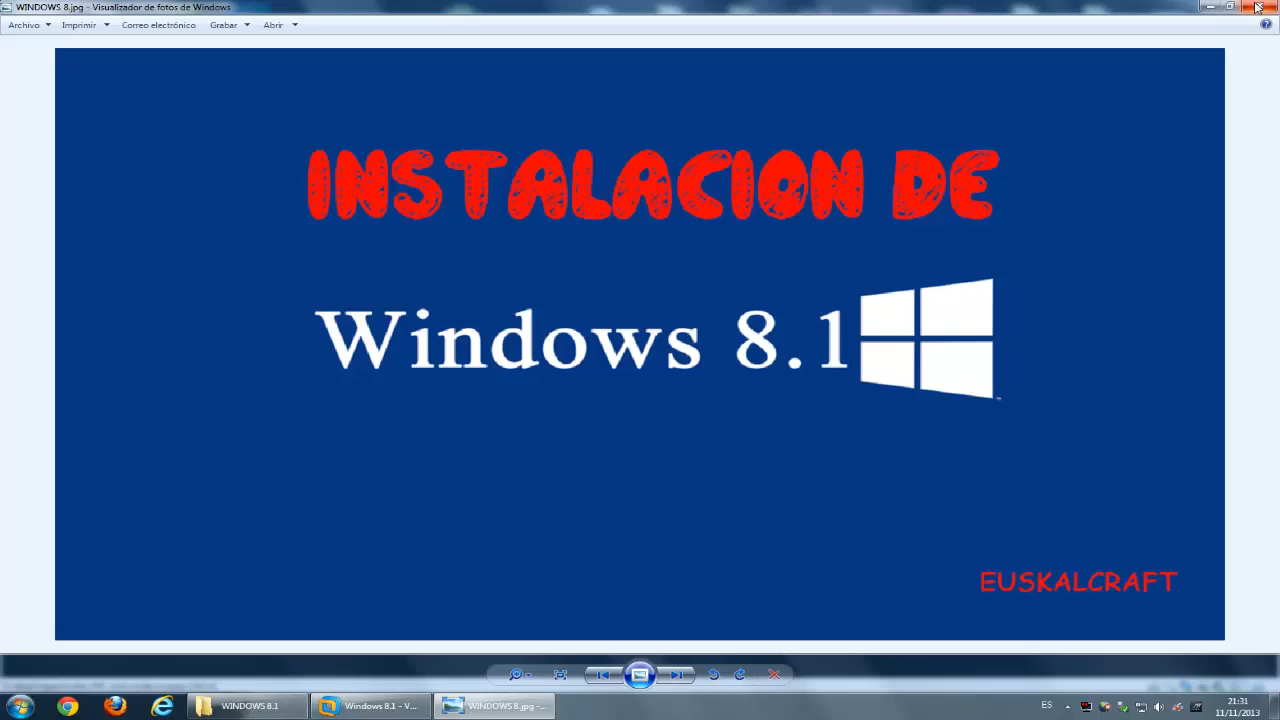 WINDOWS 8.jpg - Visualizador de fotos de Windows
Archivo Imprimir Correo electrónico Grabar Abrir
INSTALACION DE
Windows 8.1
EUSKALCRAFT
WINDOWS 8.1 Windows 8.1 - V... WINDOWS 8.jpg -... ES 21:31
11/11/2013